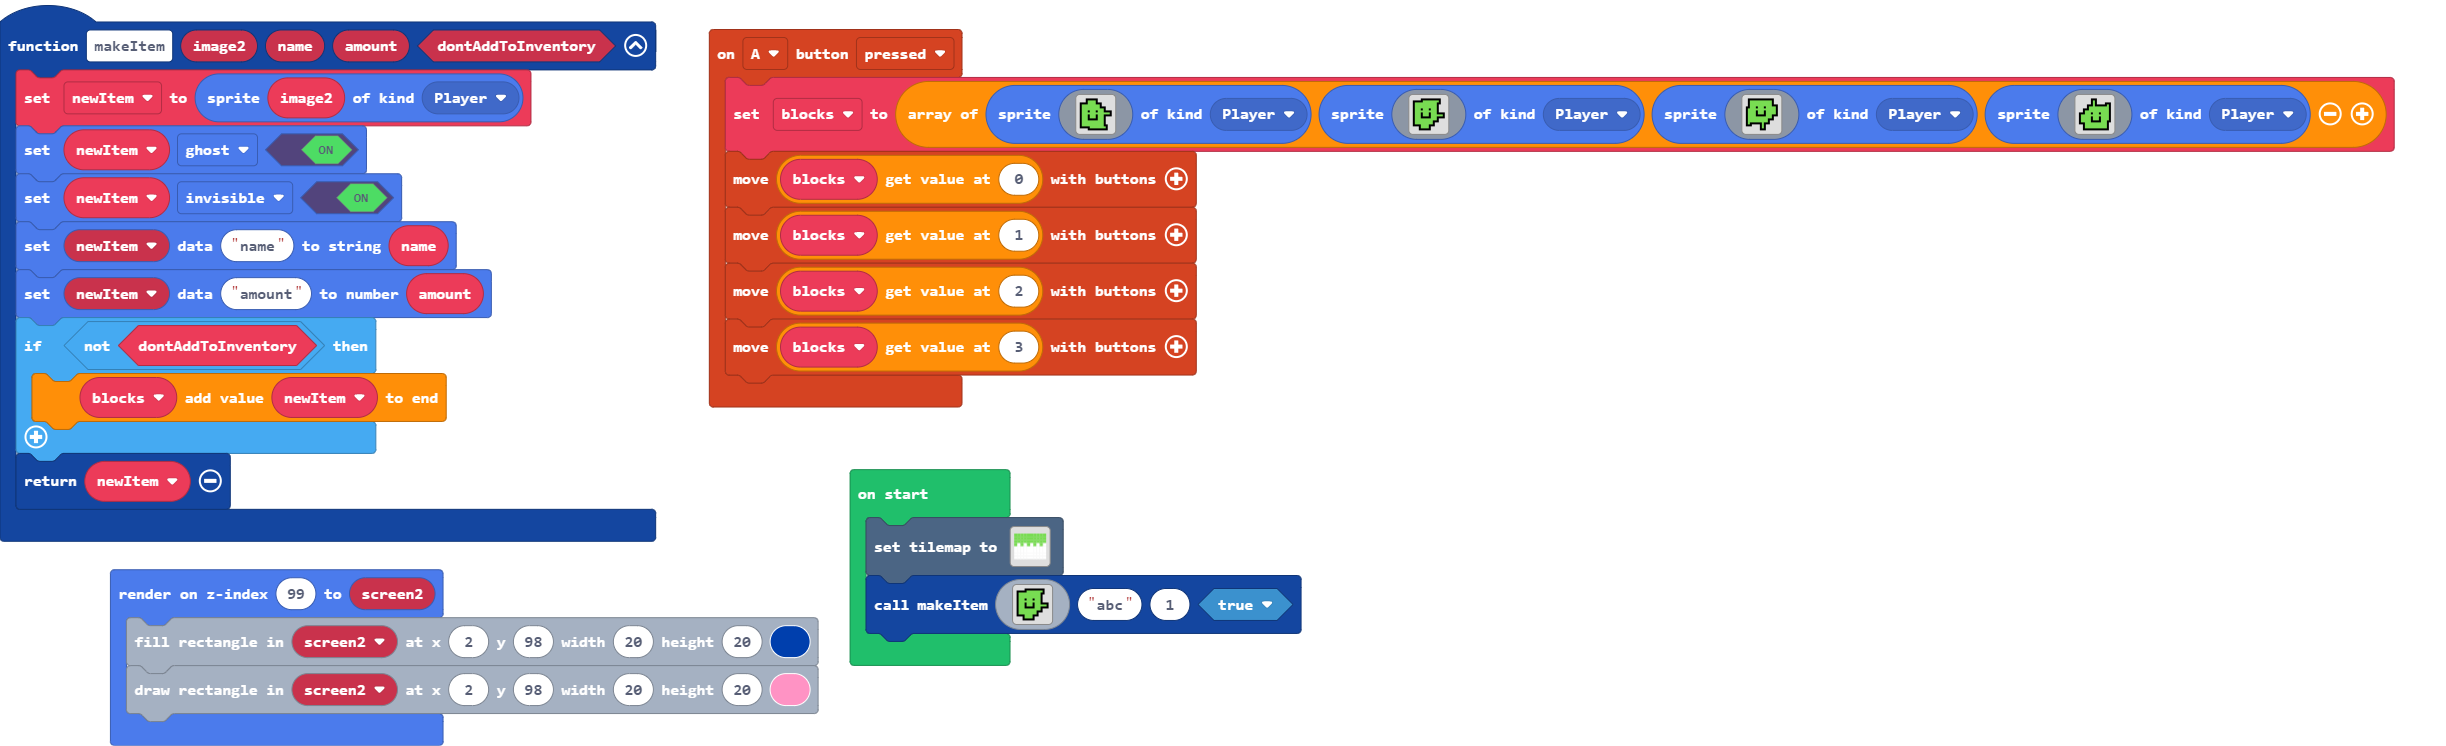 function makeItem image2 name amount dontAddToInventory
set newItem to sprite image2 of kind Player
set newItem ghost ON
set newItem invisible ON
set newItem data "name" to string name
set newItem data "amount" to number amount
if not dontAddToInventory then
blocks add value newItem to end
return newItem
on A button pressed
set blocks to array of sprite of kind Player sprite of kind Player sprite of kind Player sprite of kind Player
move blocks get value at 0 with buttons
move blocks get value at 1 with buttons
move blocks get value at 2 with buttons
move blocks get value at 3 with buttons
on start
set tilemap to
call makeItem "abc" 1 true
render on z-index 99 to screen2
fill rectangle in screen2 at x 2 y 98 width 20 height 20
draw rectangle in screen2 at x 2 y 98 width 20 height 20